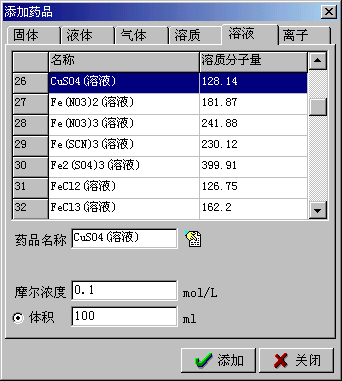 添加药品
固体 液体 气体 溶质 溶液 离子
名称 溶质分子量
26 CuSO4(溶液) 128.14
27 Fe(NO3)2(溶液) 181.87
28 Fe(NO3)3(溶液) 241.88
29 Fe(SCN)3(溶液) 230.12
30 Fe2(SO4)3(溶液) 399.91
31 FeCl2(溶液) 126.75
32 FeCl3(溶液) 162.2
药品名称 CuSO4(溶液)
摩尔浓度 0.1 mol/L
体积 100 ml
添加 关闭